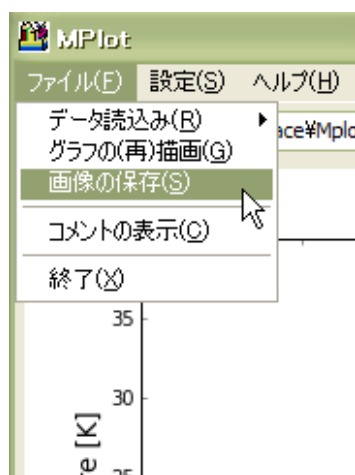 MPlot
ファイル(F) 設定(S) ヘルプ(H)
データ読込み(R)
ace¥Mplo
グラフの(再)描画(G)
画像の保存(S)
コメントの表示(C)
終了(X)
35
30
re [K]